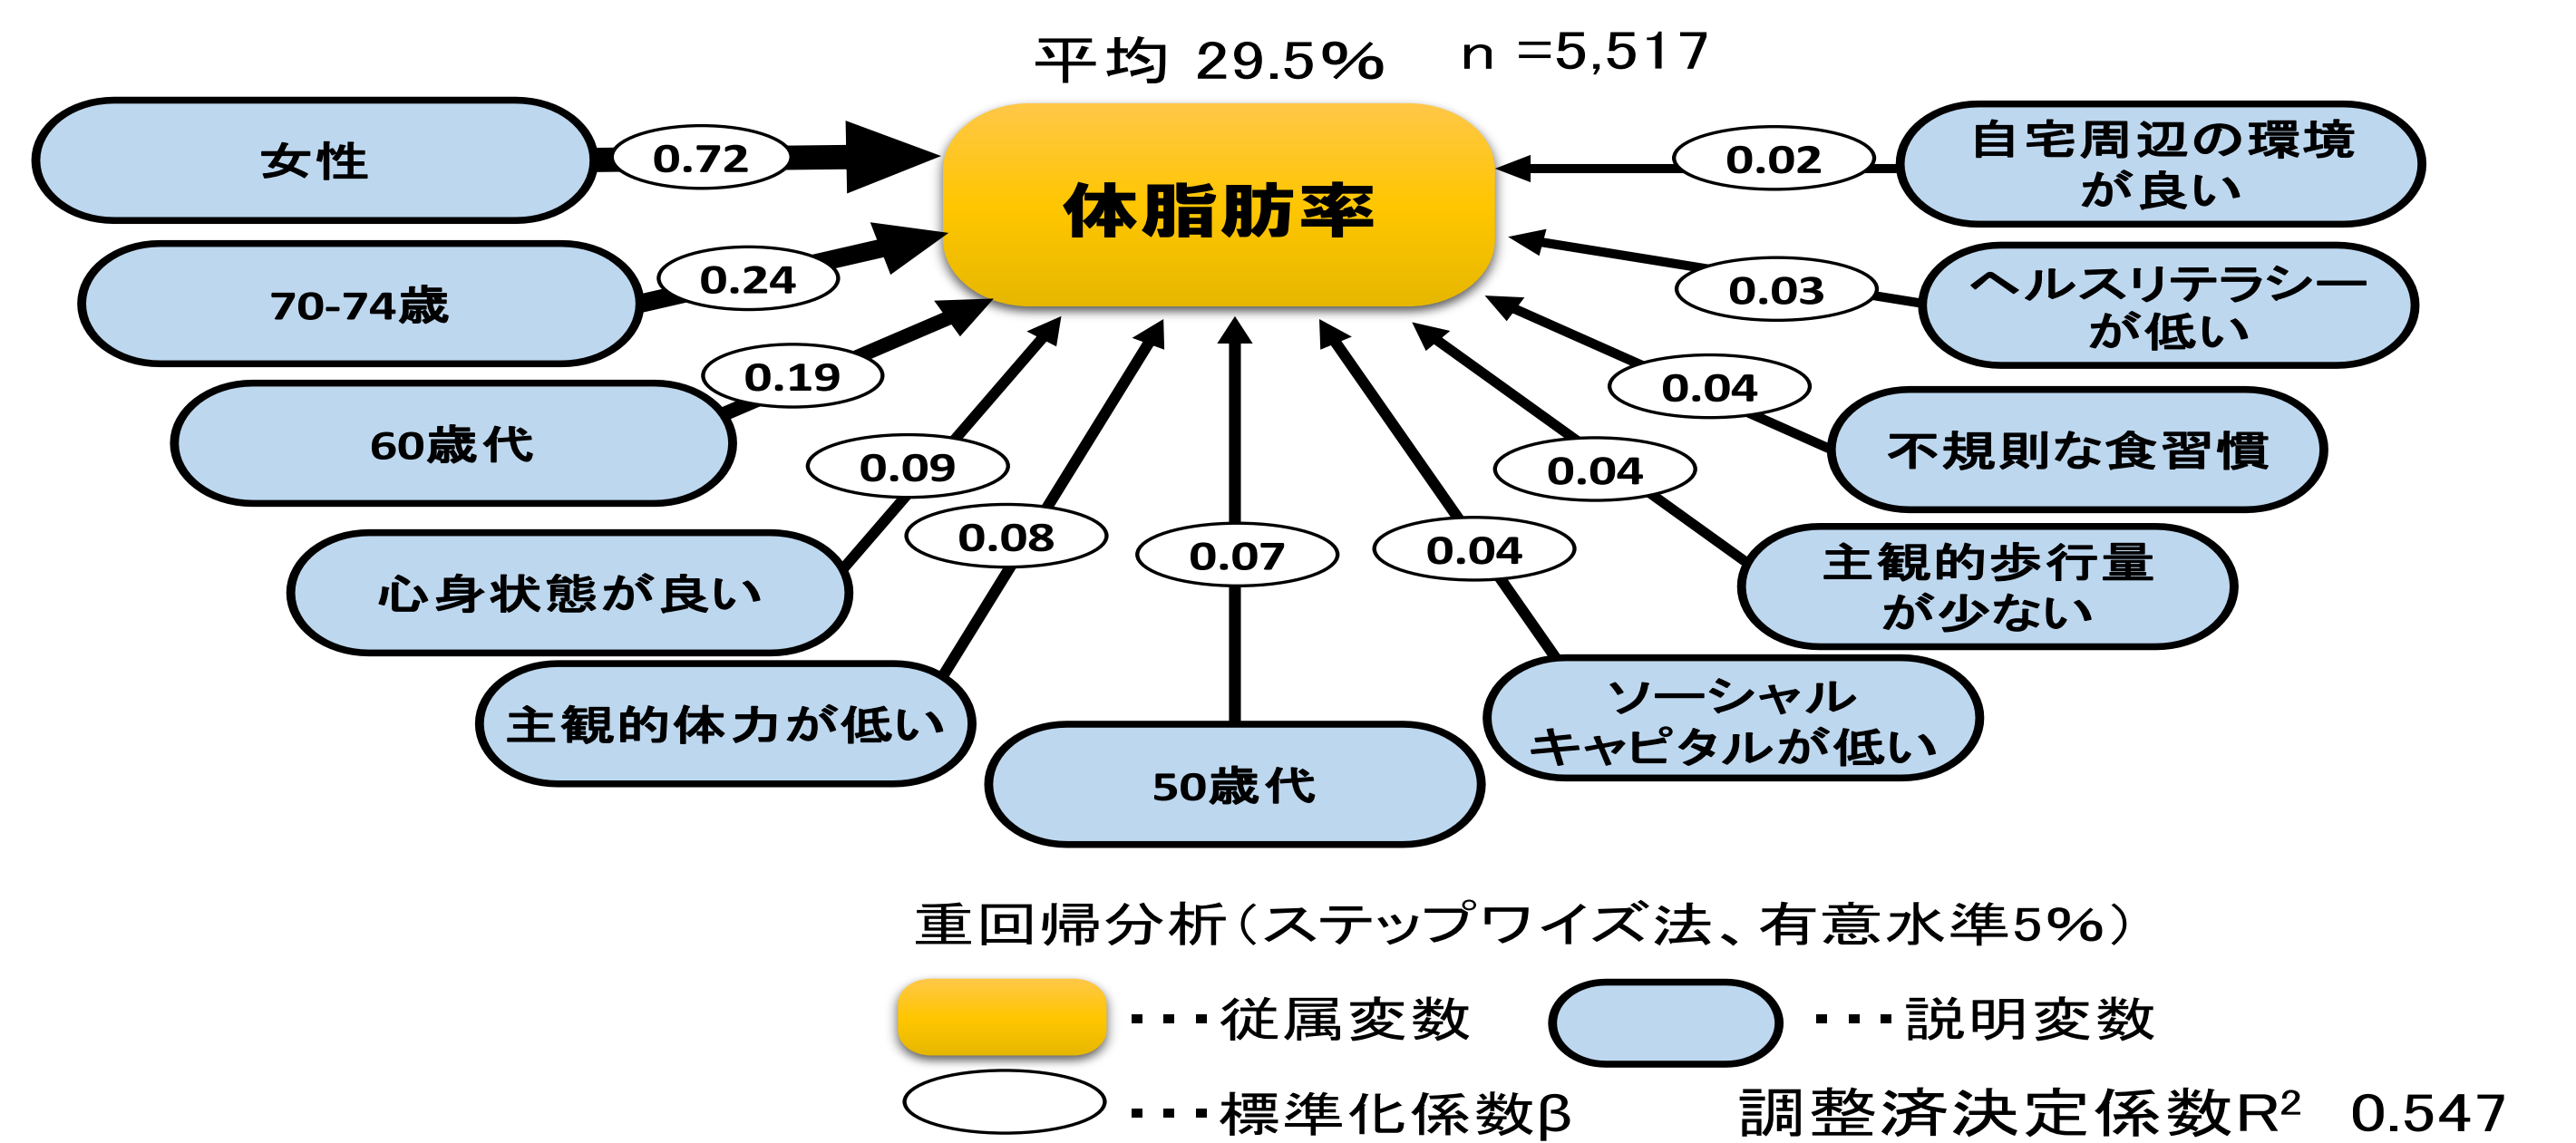 平均 29.5%　n =5,517
体脂肪率
女性
0.72
70-74歳
0.24
60歳代
0.19
心身状態が良い
0.09
主観的体力が低い
0.08
50歳代
0.07
ソーシャル
キャピタルが低い
0.04
主観的歩行量
が少ない
0.04
不規則な食習慣
0.04
ヘルスリテラシー
が低い
0.03
自宅周辺の環境
が良い
0.02
重回帰分析（ステップワイズ法、有意水準5%）
･･･従属変数
･･･説明変数
･･･標準化係数β
調整済決定係数R² 0.547